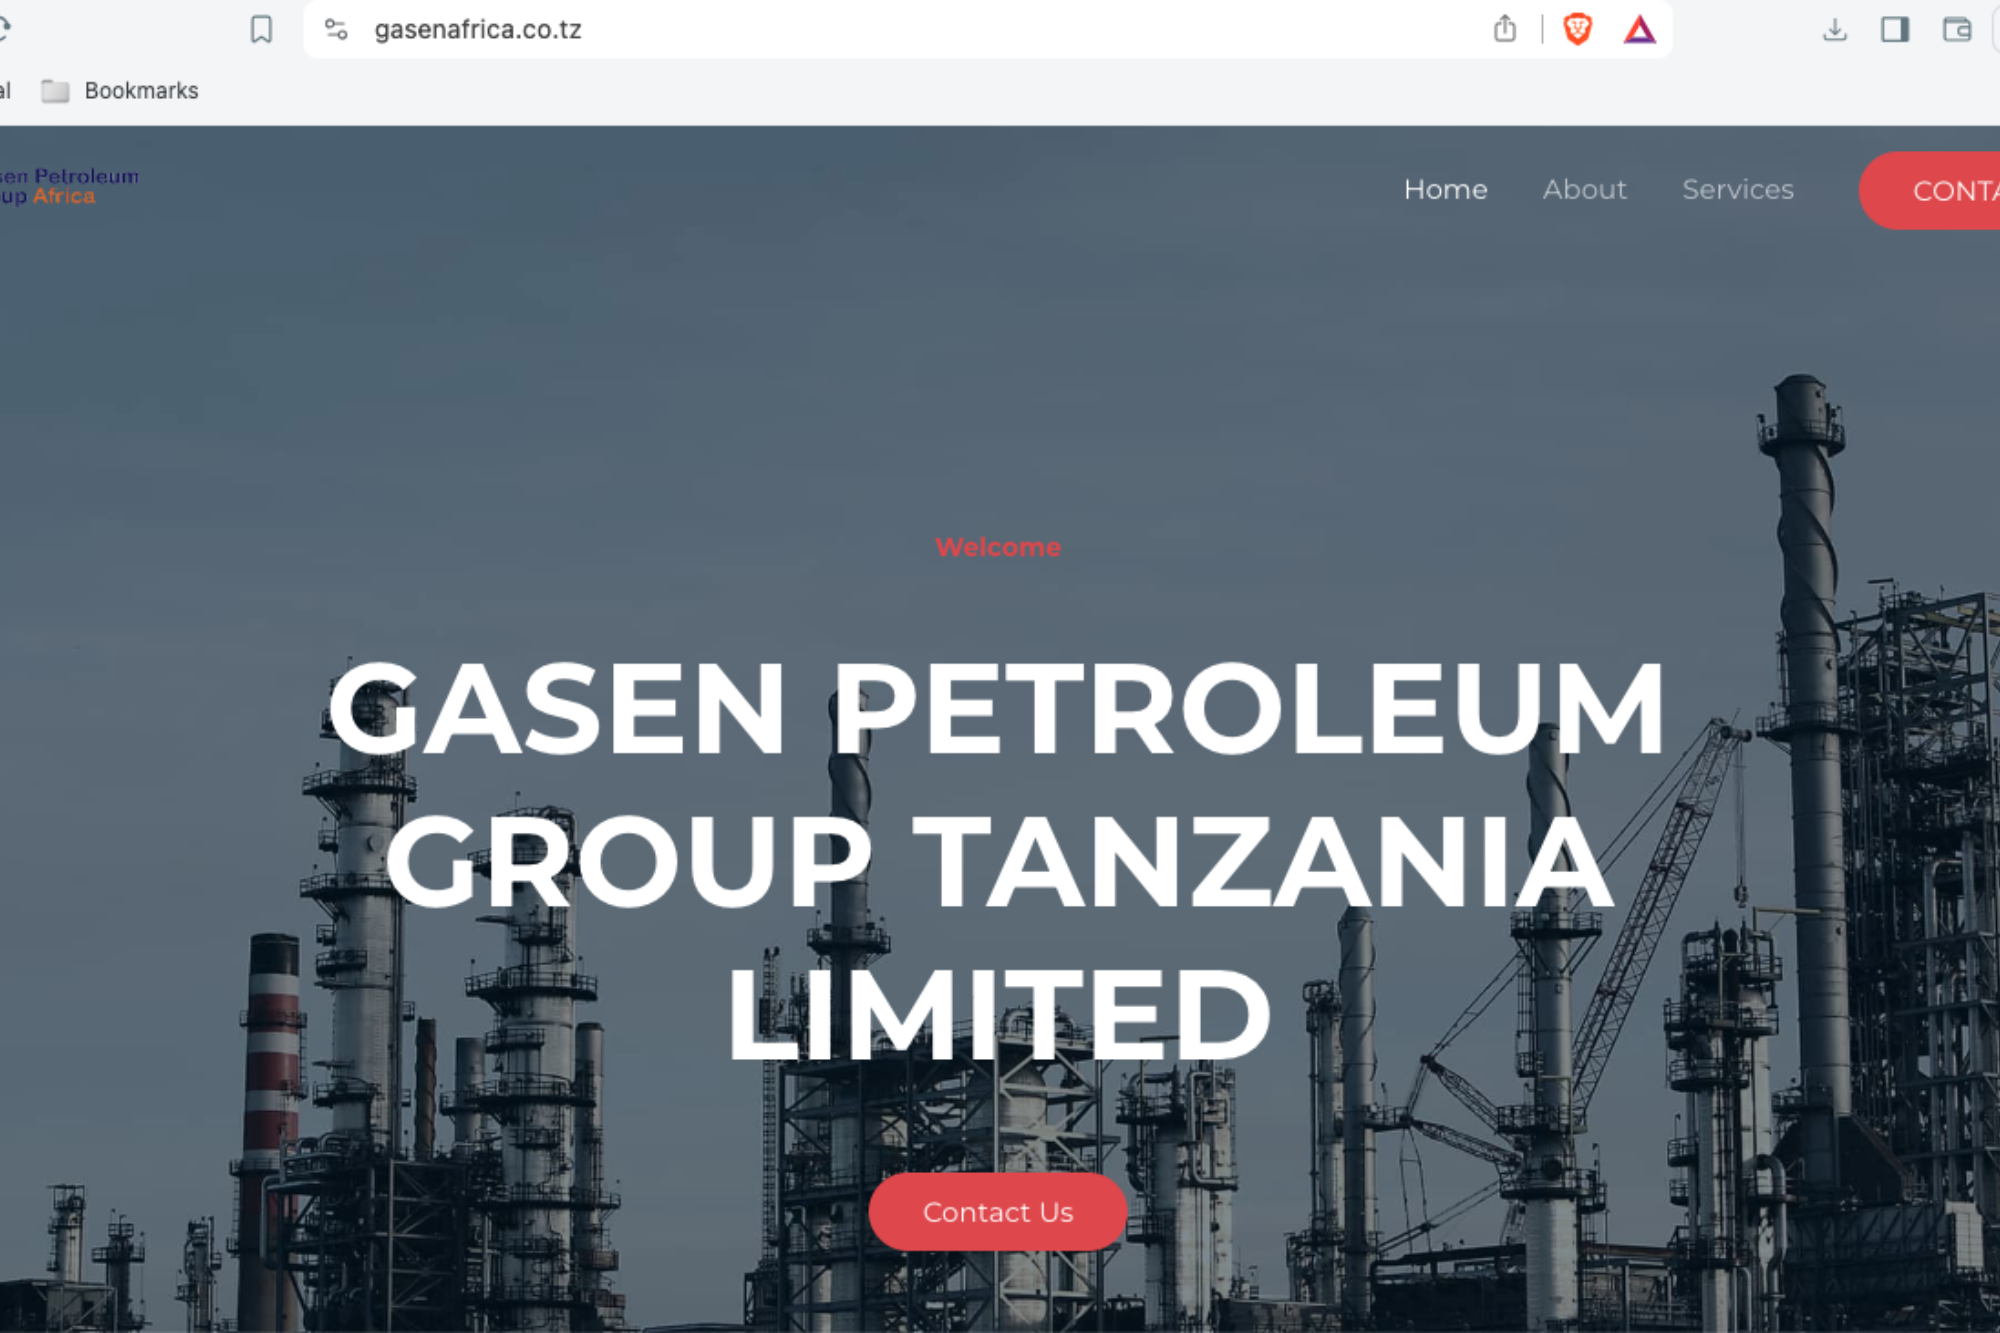 gasenafrica.co.tz
al Bookmarks
sen Petroleum
up Africa
Home About Services CONTA
Welcome
GASEN PETROLEUM
GROUP TANZANIA
LIMITED
Contact Us